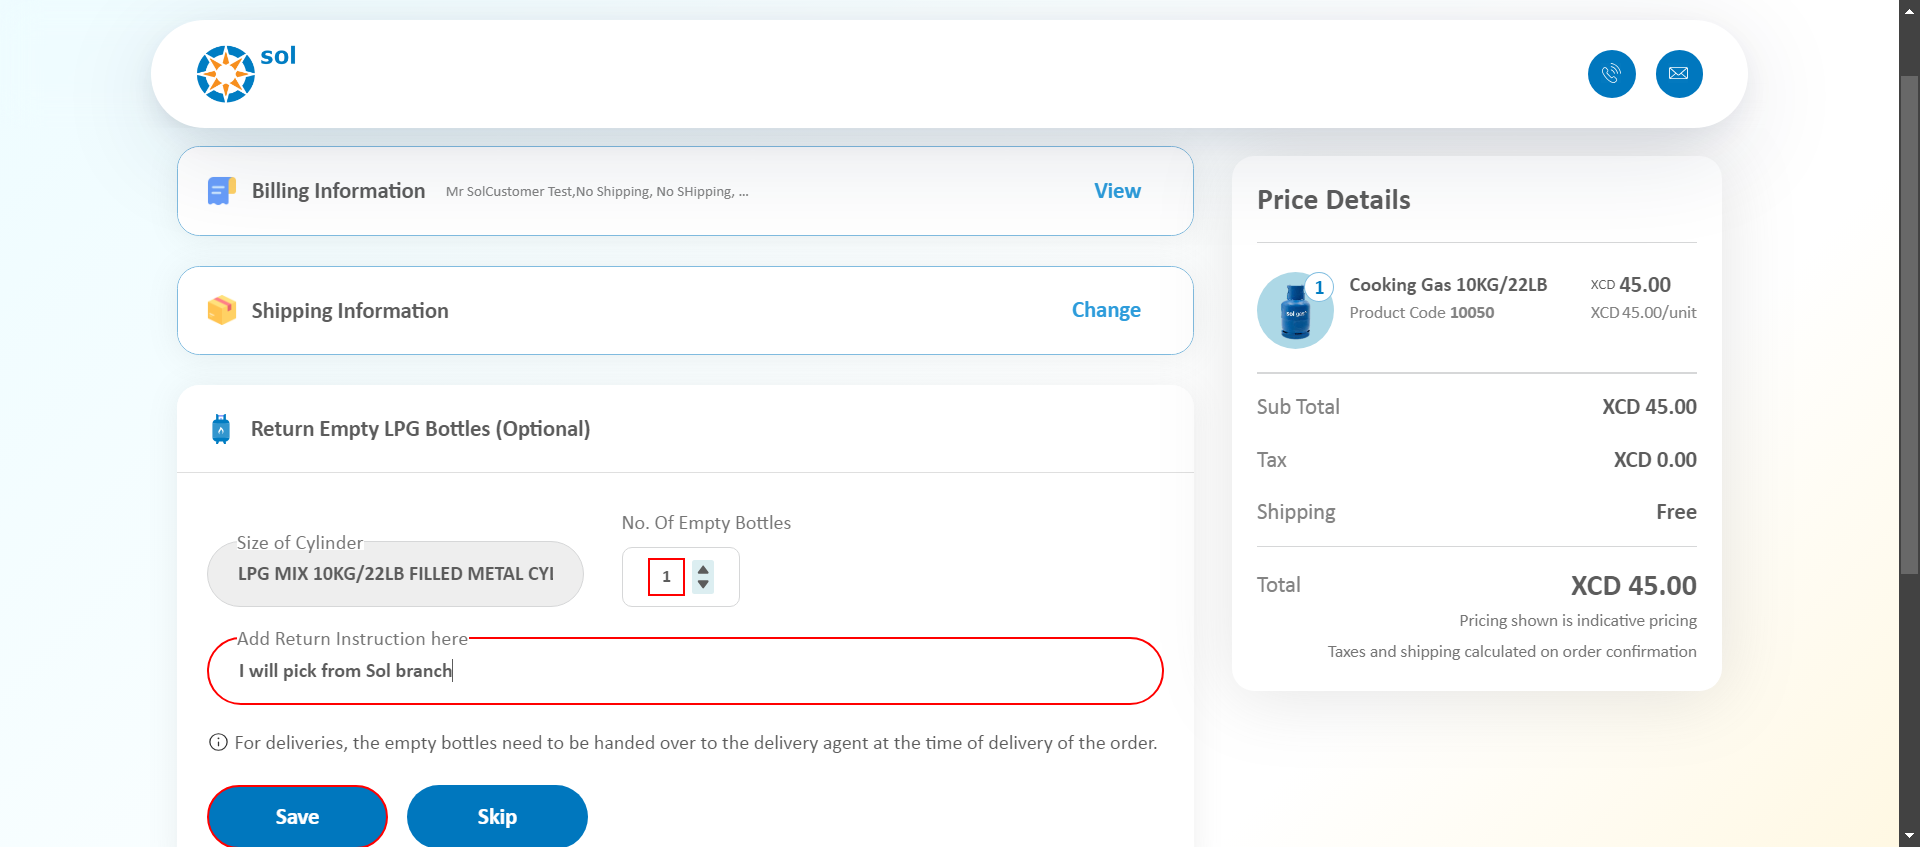 sol
Billing Information
Mr SolCustomer Test,No Shipping, No SHipping, ...
View
Shipping Information
Change
Return Empty LPG Bottles (Optional)
Size of Cylinder
LPG MIX 10KG/22LB FILLED METAL CYI
No. Of Empty Bottles
1
Add Return Instruction here
I will pick from Sol branch
For deliveries, the empty bottles need to be handed over to the delivery agent at the time of delivery of the order.
Save
Skip
Price Details
1
sol gas
Cooking Gas 10KG/22LB
XCD 45.00
Product Code 10050
XCD 45.00/unit
Sub Total
XCD 45.00
Tax
XCD 0.00
Shipping
Free
Total
XCD 45.00
Pricing shown is indicative pricing
Taxes and shipping calculated on order confirmation